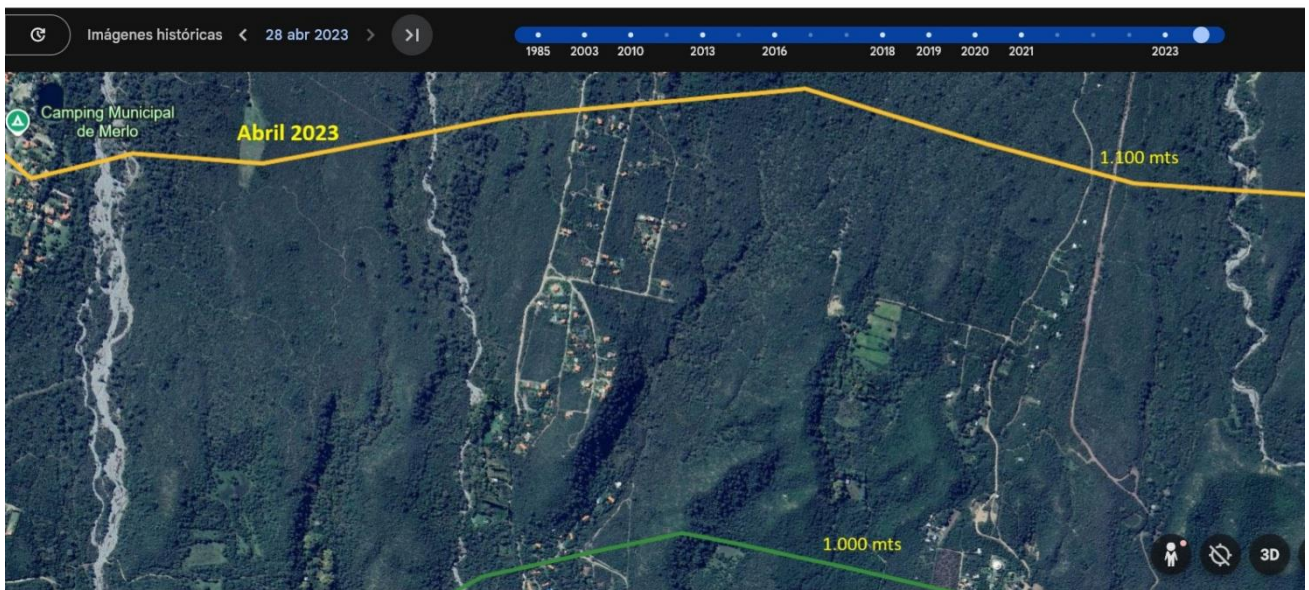 Imágenes históricas
28 abr 2023
1985 2003 2010 2013 2016 2018 2019 2020 2021 2023
Camping Municipal
de Merlo
Abril 2023
1.100 mts
1.000 mts
3D